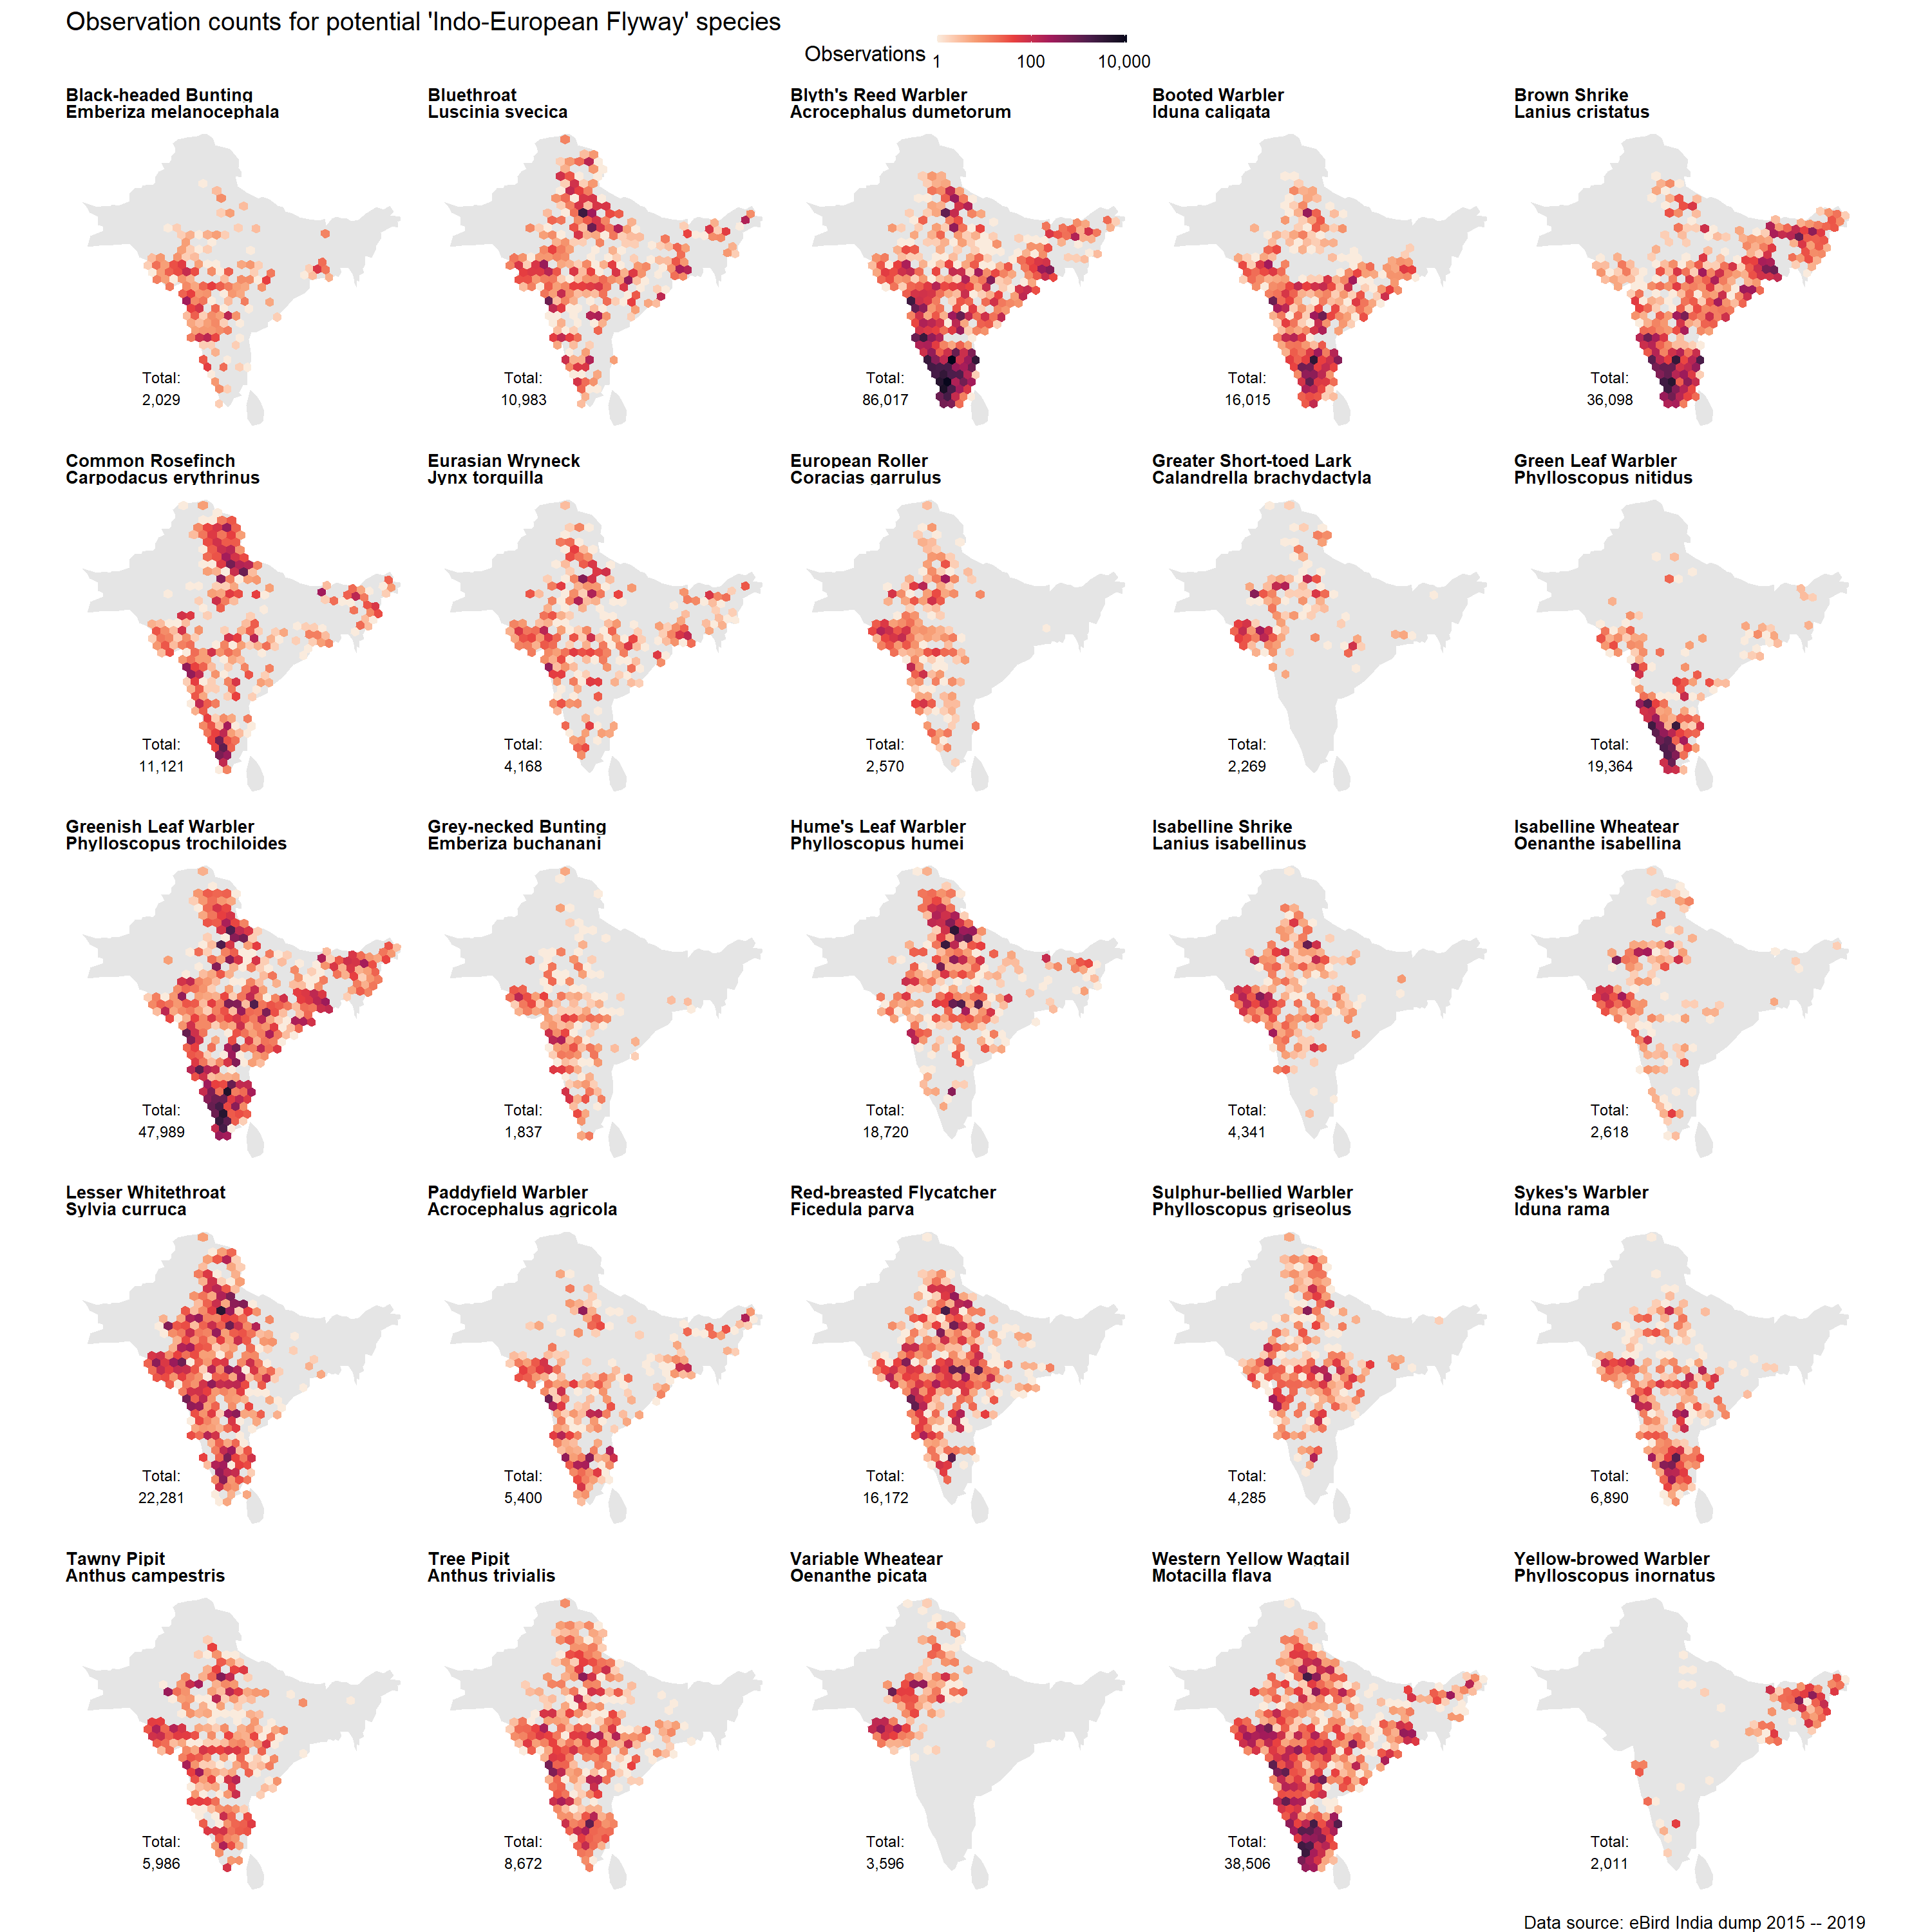 Observation counts for potential 'Indo-European Flyway' species
Observations
1 100 10,000
Black-headed Bunting
Emberiza melanocephala
Total:
2,029
Bluethroat
Luscinia svecica
Total:
10,983
Blyth's Reed Warbler
Acrocephalus dumetorum
Total:
86,017
Booted Warbler
Iduna caligata
Total:
16,015
Brown Shrike
Lanius cristatus
Total:
36,098
Common Rosefinch
Carpodacus erythrinus
Total:
11,121
Eurasian Wryneck
Jynx torquilla
Total:
4,168
European Roller
Coracias garrulus
Total:
2,570
Greater Short-toed Lark
Calandrella brachydactyla
Total:
2,269
Green Leaf Warbler
Phylloscopus nitidus
Total:
19,364
Greenish Leaf Warbler
Phylloscopus trochiloides
Total:
47,989
Grey-necked Bunting
Emberiza buchanani
Total:
1,837
Hume's Leaf Warbler
Phylloscopus humei
Total:
18,720
Isabelline Shrike
Lanius isabellinus
Total:
4,341
Isabelline Wheatear
Oenanthe isabellina
Total:
2,618
Lesser Whitethroat
Sylvia curruca
Total:
22,281
Paddyfield Warbler
Acrocephalus agricola
Total:
5,400
Red-breasted Flycatcher
Ficedula parva
Total:
16,172
Sulphur-bellied Warbler
Phylloscopus griseolus
Total:
4,285
Sykes's Warbler
Iduna rama
Total:
6,890
Tawny Pipit
Anthus campestris
Total:
5,986
Tree Pipit
Anthus trivialis
Total:
8,672
Variable Wheatear
Oenanthe picata
Total:
3,596
Western Yellow Wagtail
Motacilla flava
Total:
38,506
Yellow-browed Warbler
Phylloscopus inornatus
Total:
2,011
Data source: eBird India dump 2015 -- 2019